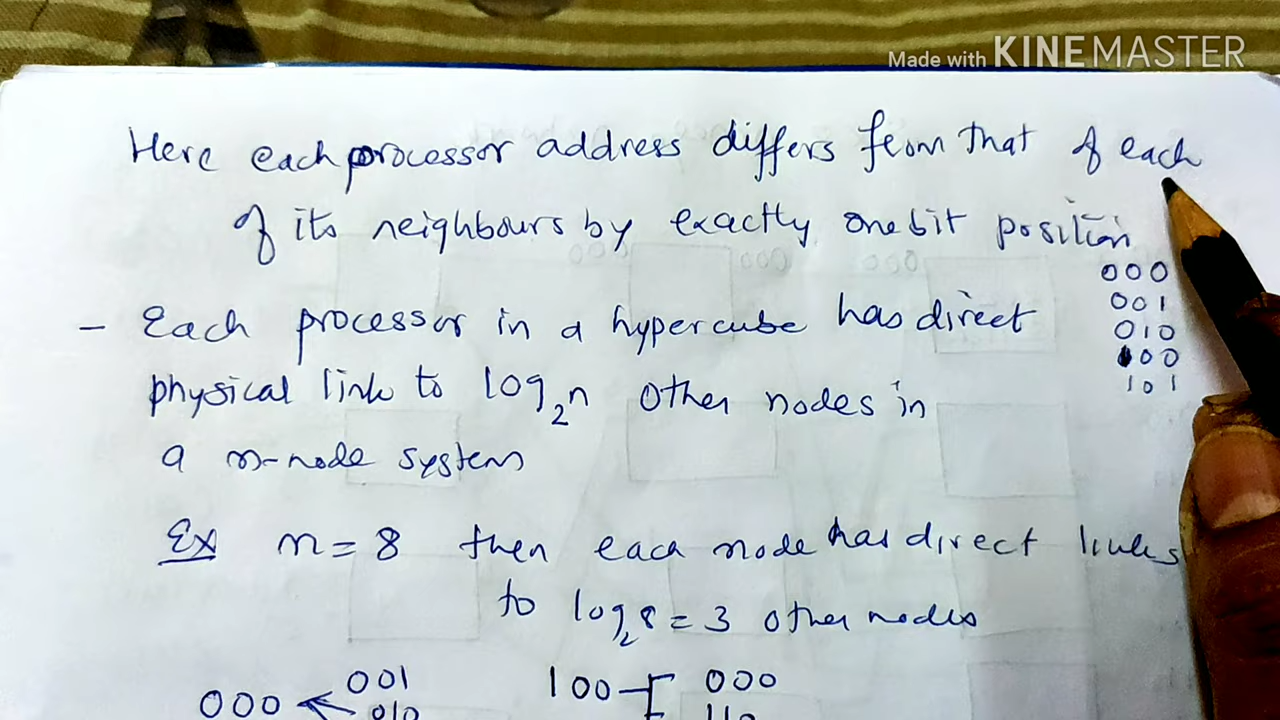 Made with KINEMASTER
Here each processor address differs from that of each
of its neighbours by exactly one bit position
000
001
010
100
101
- Each processor in a hypercube has direct
physical link to log2n other nodes in
a n-node system
Ex n = 8 then each node has direct links
to log28 = 3 other nodes
000 001
010
100 000
110